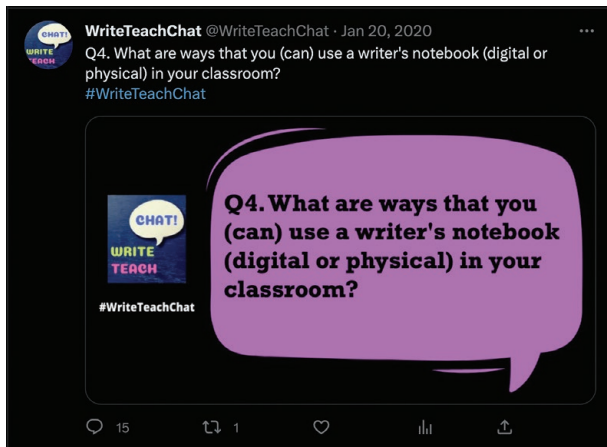 CHAT!
WRITE
TEACH
WriteTeachChat @WriteTeachChat · Jan 20, 2020
Q4. What are ways that you (can) use a writer's notebook (digital or
physical) in your classroom?
#WriteTeachChat
CHAT!
WRITE
TEACH
#WriteTeachChat
Q4. What are ways that you
(can) use a writer's notebook
(digital or physical) in your
classroom?
15
1